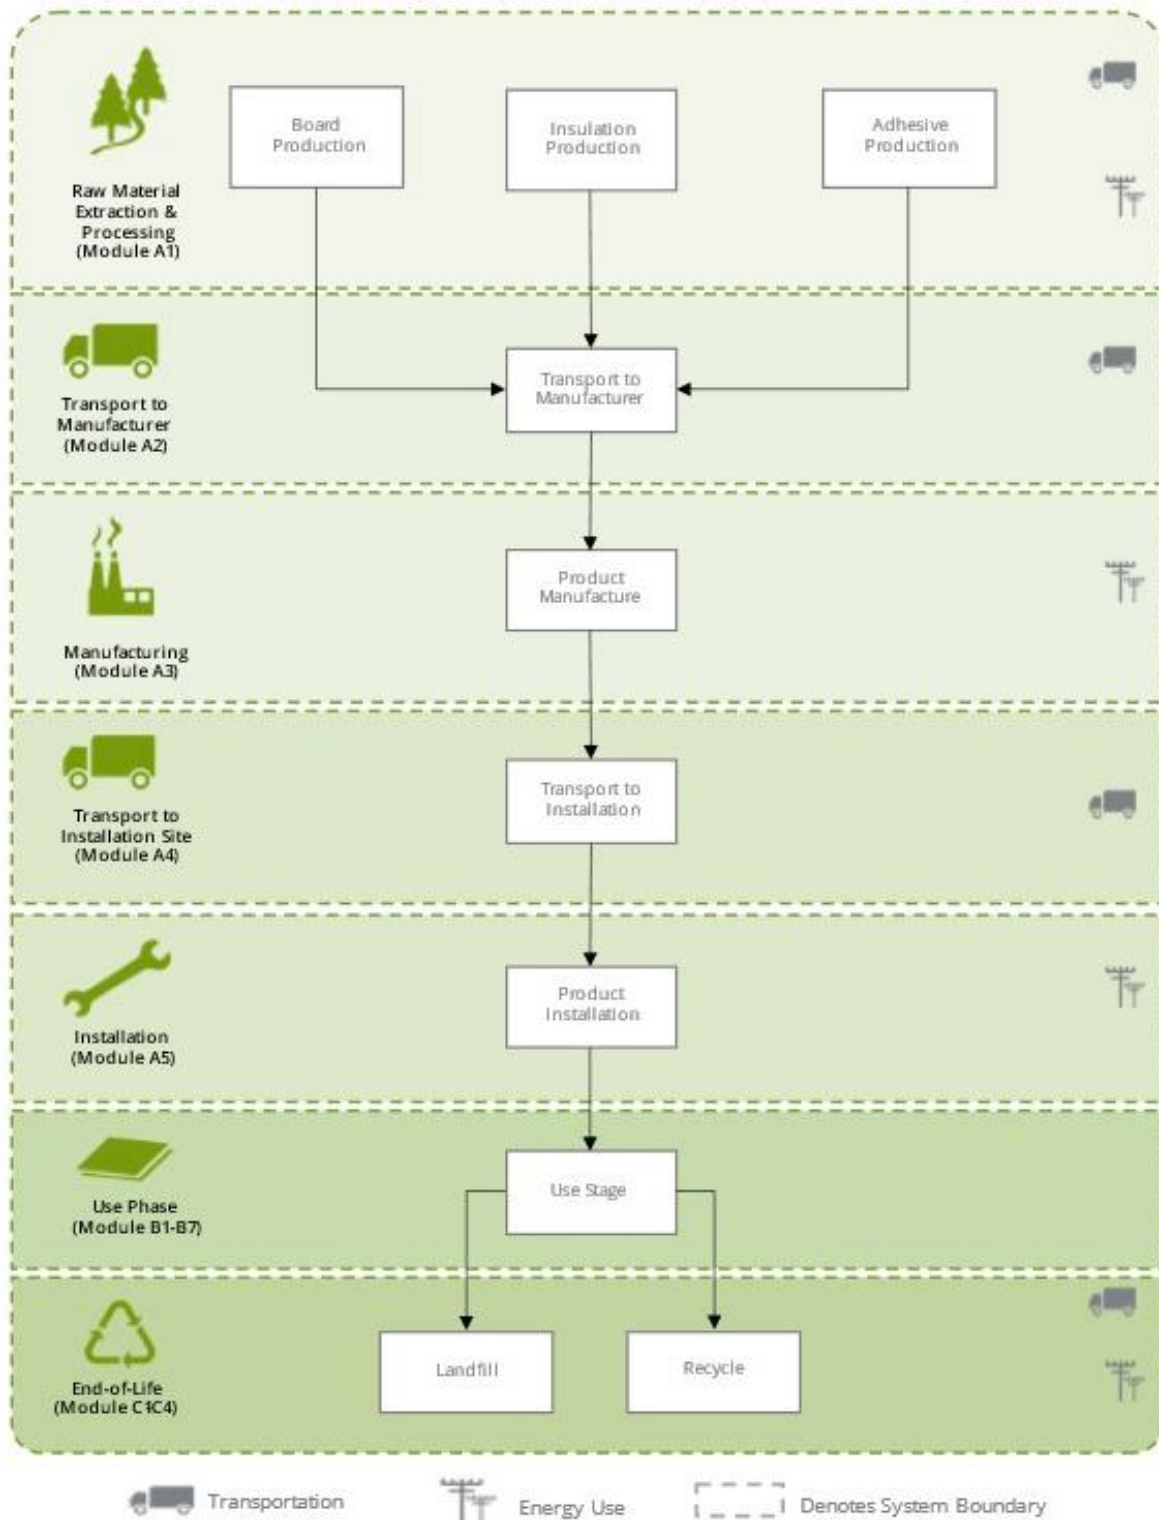 Board
Production
Insulation
Production
Adhesive
Production
Raw Material
Extraction &
Processing
(Module A1)
Transport to
Manufacturer
Transport to
Manufacturer
(Module A2)
Product
Manufacture
Manufacturing
(Module A3)
Transport to
Installation
Transport to
Installation Site
(Module A4)
Product
Installation
Installation
(Module A5)
Use Stage
Use Phase
(Module B1-B7)
Landfill
Recycle
End-of-Life
(Module C1-C4)
Transportation
Energy Use
Denotes System Boundary